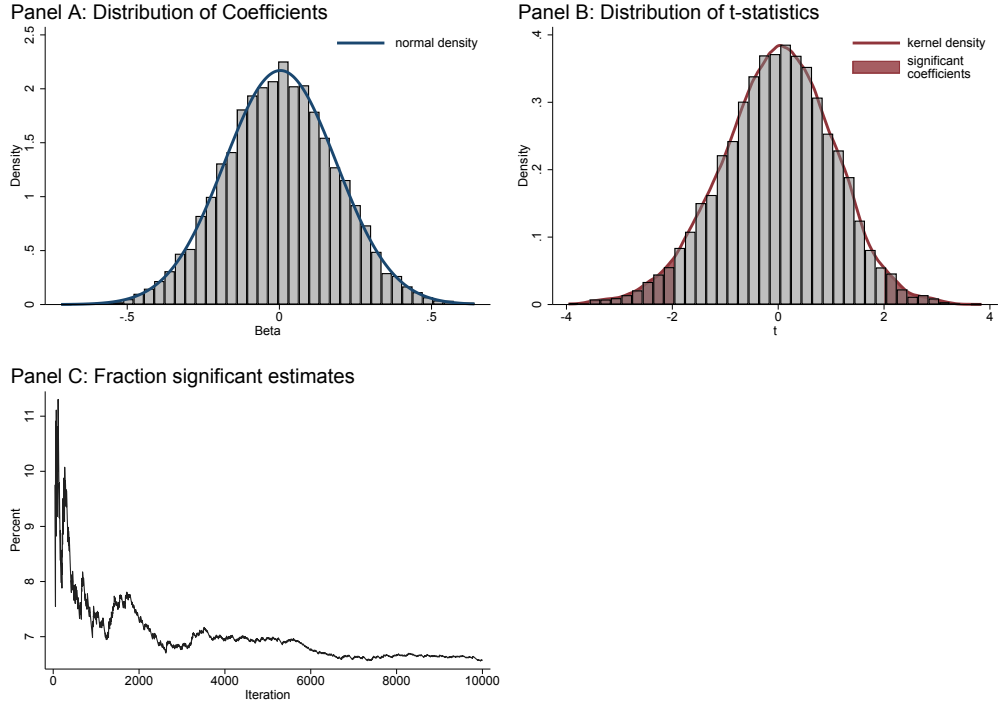 Panel A: Distribution of Coefficients
2.5
2
1.5
1
.5
0
Density
normal density
-.5
0
.5
Beta
Panel B: Distribution of t-statistics
.4
.3
.2
.1
0
Density
kernel density
significant
coefficients
-4
-2
0
2
4
t
Panel C: Fraction significant estimates
11
10
9
8
7
Percent
0
2000
4000
6000
8000
10000
Iteration